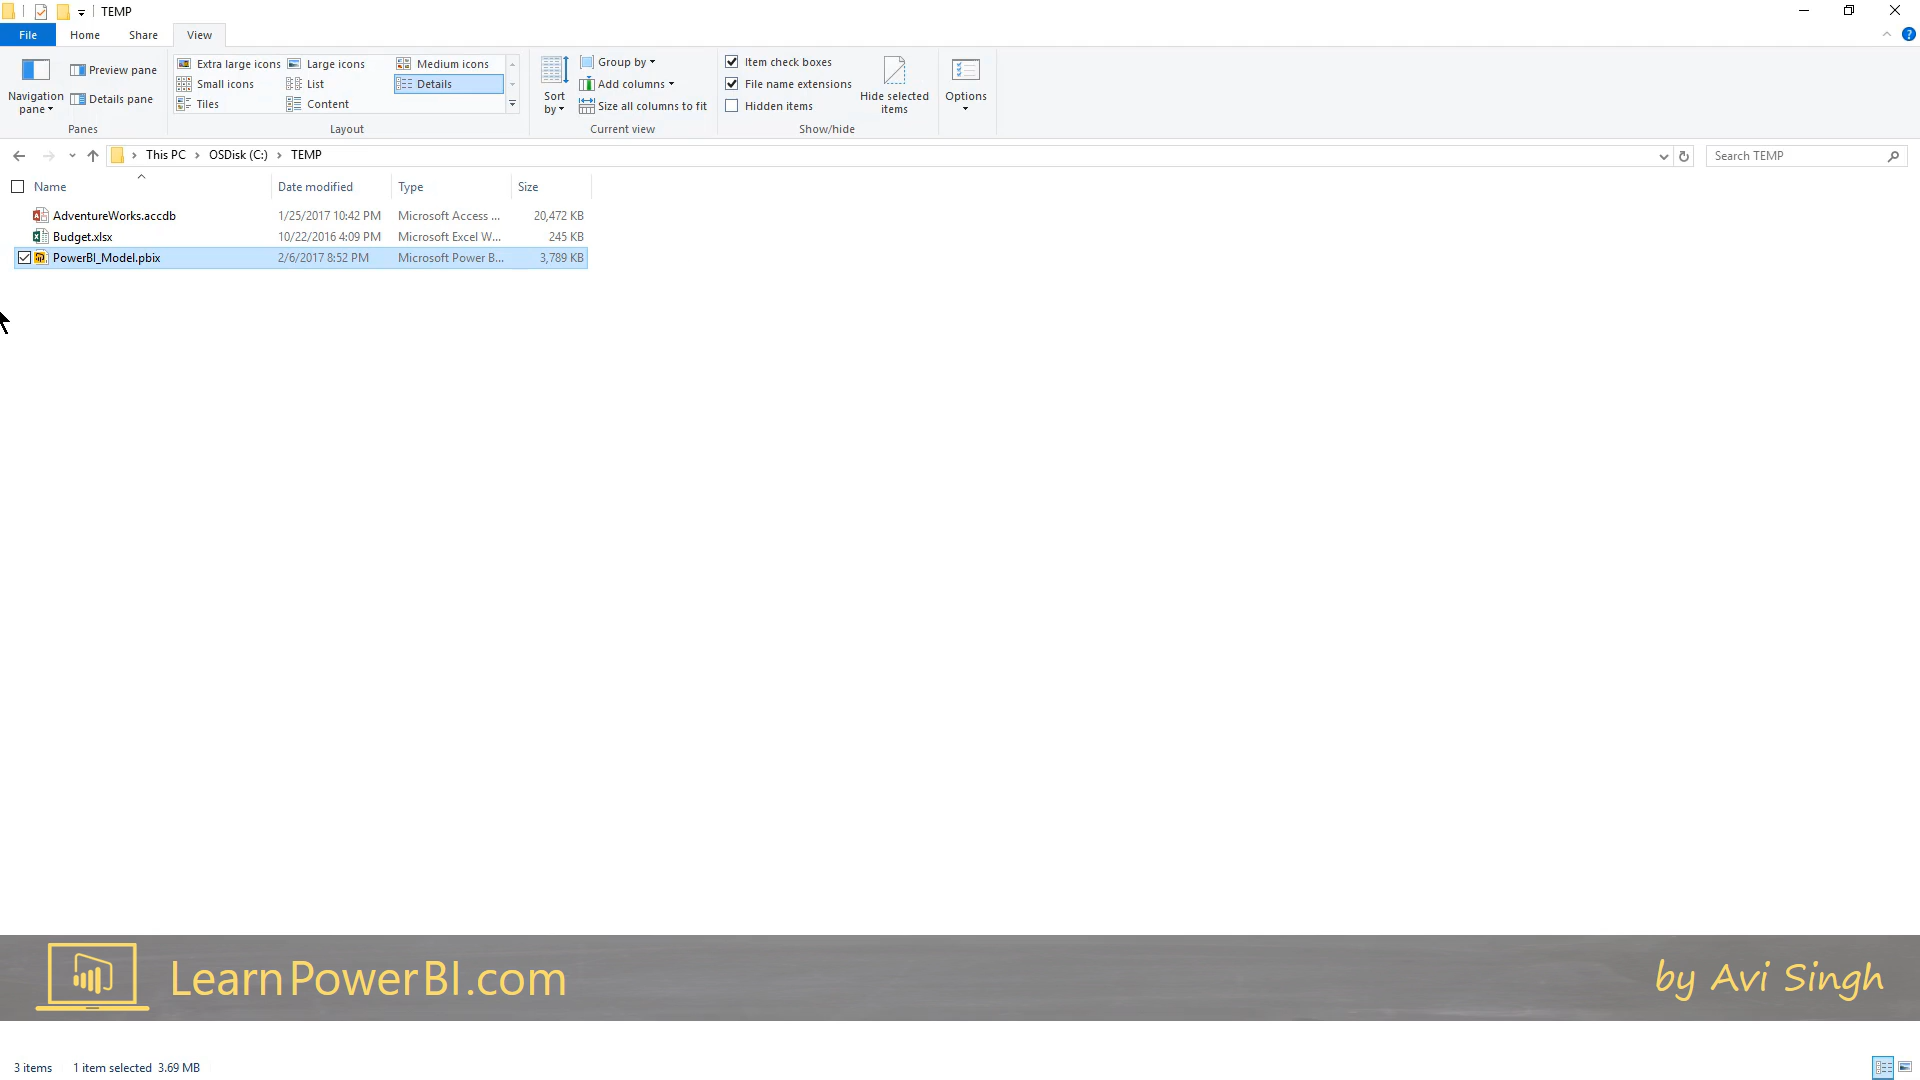 TEMP
File Home Share View
Navigation pane
Preview pane
Details pane
Panes
Extra large icons Large icons Medium icons
Small icons List Details
Tiles Content
Layout
Sort by
Group by
Add columns
Size all columns to fit
Current view
Item check boxes
File name extensions
Hidden items
Hide selected items
Show/hide
Options
This PC OSDisk (C:) TEMP
Search TEMP
Name Date modified Type Size
AdventureWorks.accdb 1/25/2017 10:42 PM Microsoft Access ... 20,472 KB
Budget.xlsx 10/22/2016 4:09 PM Microsoft Excel W... 245 KB
PowerBI_Model.pbix 2/6/2017 8:52 PM Microsoft Power B... 3,789 KB
LearnPowerBI.com
by Avi Singh
3 items 1 item selected 3.69 MB